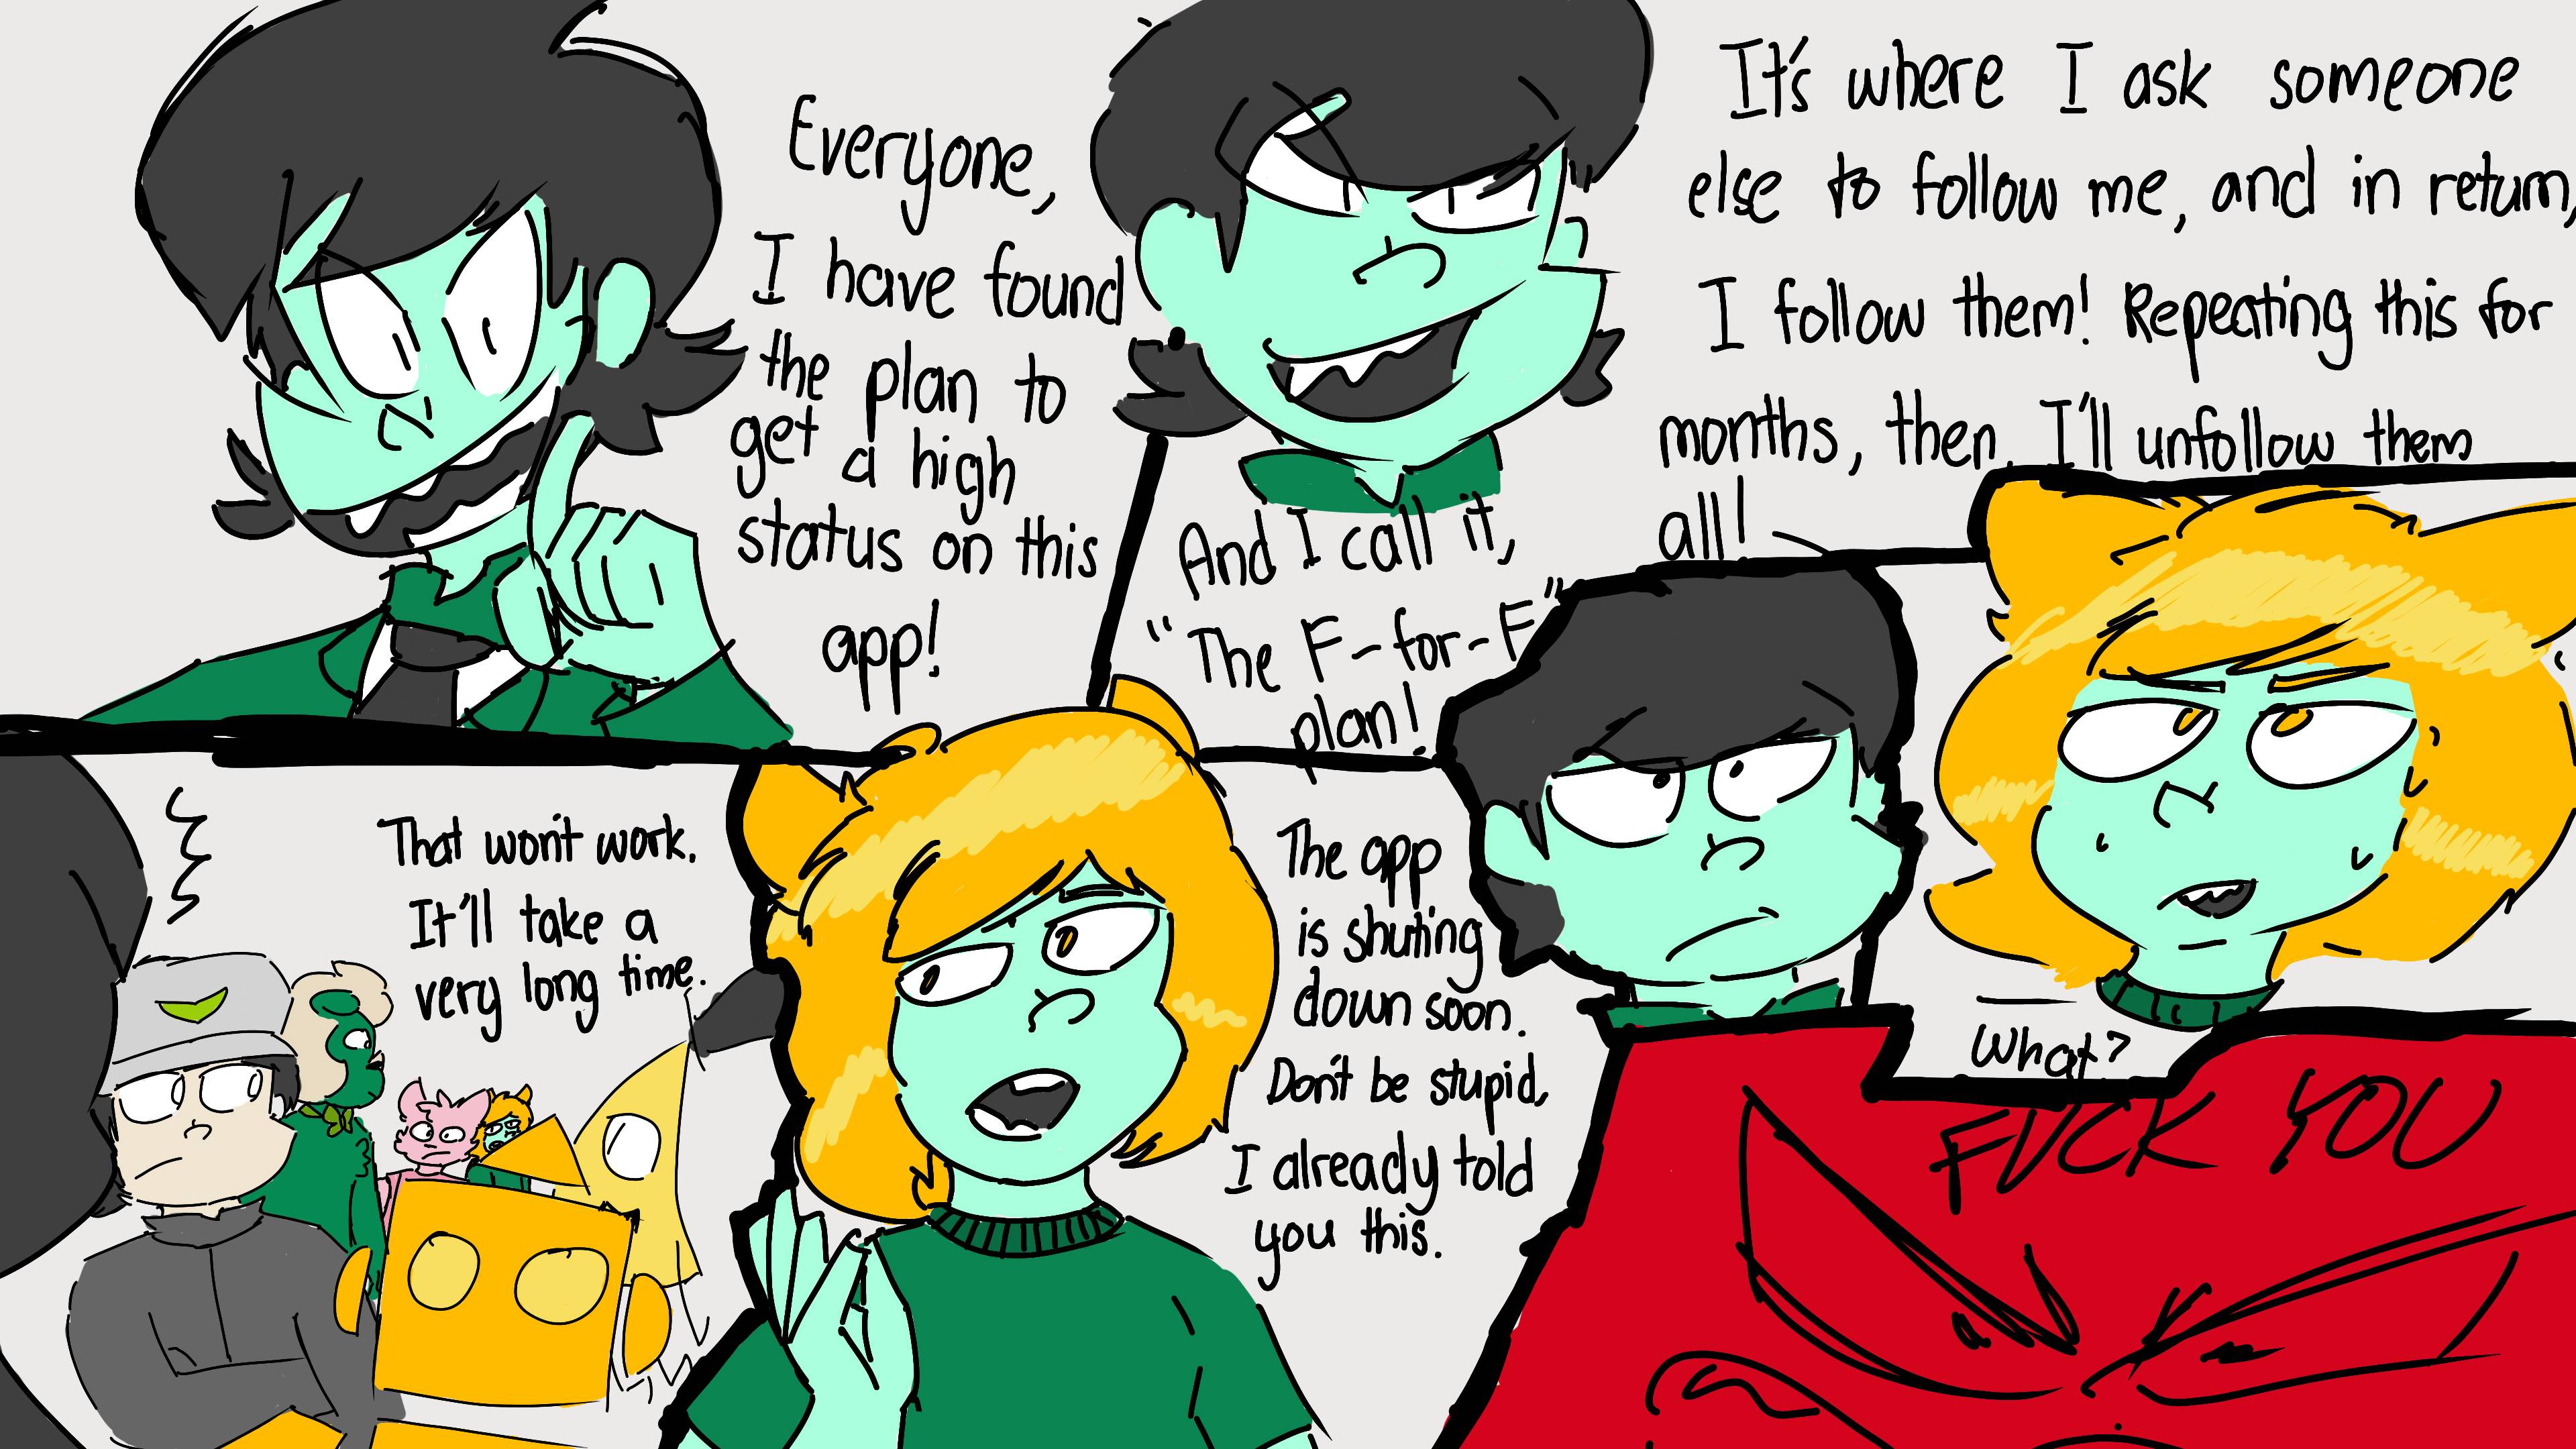 Everyone,
I have found
the plan to
get a high
status on this
app!
And I call it,
"The F-for-F"
plan!
It's where I ask someone
else to follow me, and in return,
I follow them! Repeating this for
months, then, I'll unfollow them
all!
That won't work.
It'll take a
very long time.
The app
is shuting
down soon.
Don't be stupid,
I already told
you this.
What?
FUCK YOU